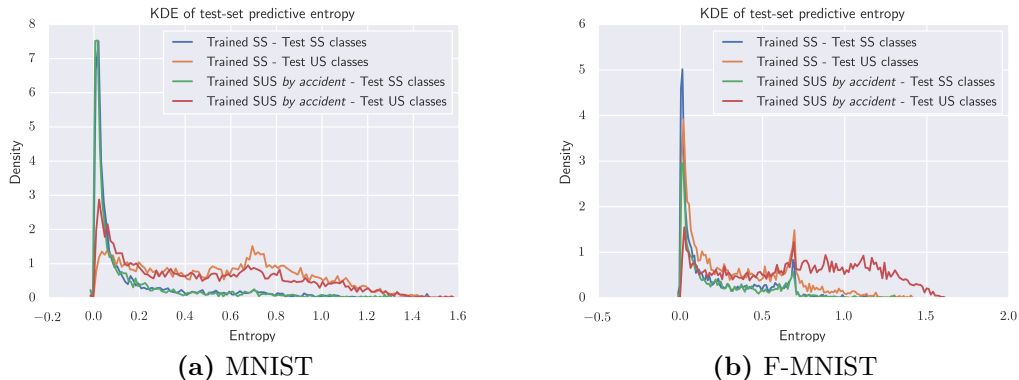 KDE of test-set predictive entropy
8
7
6
5
4
3
2
1
0
Density
Trained SS - Test SS classes
Trained SS - Test US classes
Trained SUS by accident - Test SS classes
Trained SUS by accident - Test US classes
−0.2 0.0 0.2 0.4 0.6 0.8 1.0 1.2 1.4 1.6
Entropy
(a) MNIST
KDE of test-set predictive entropy
6
5
4
3
2
1
0
Density
Trained SS - Test SS classes
Trained SS - Test US classes
Trained SUS by accident - Test SS classes
Trained SUS by accident - Test US classes
−0.5 0.0 0.5 1.0 1.5 2.0
Entropy
(b) F-MNIST